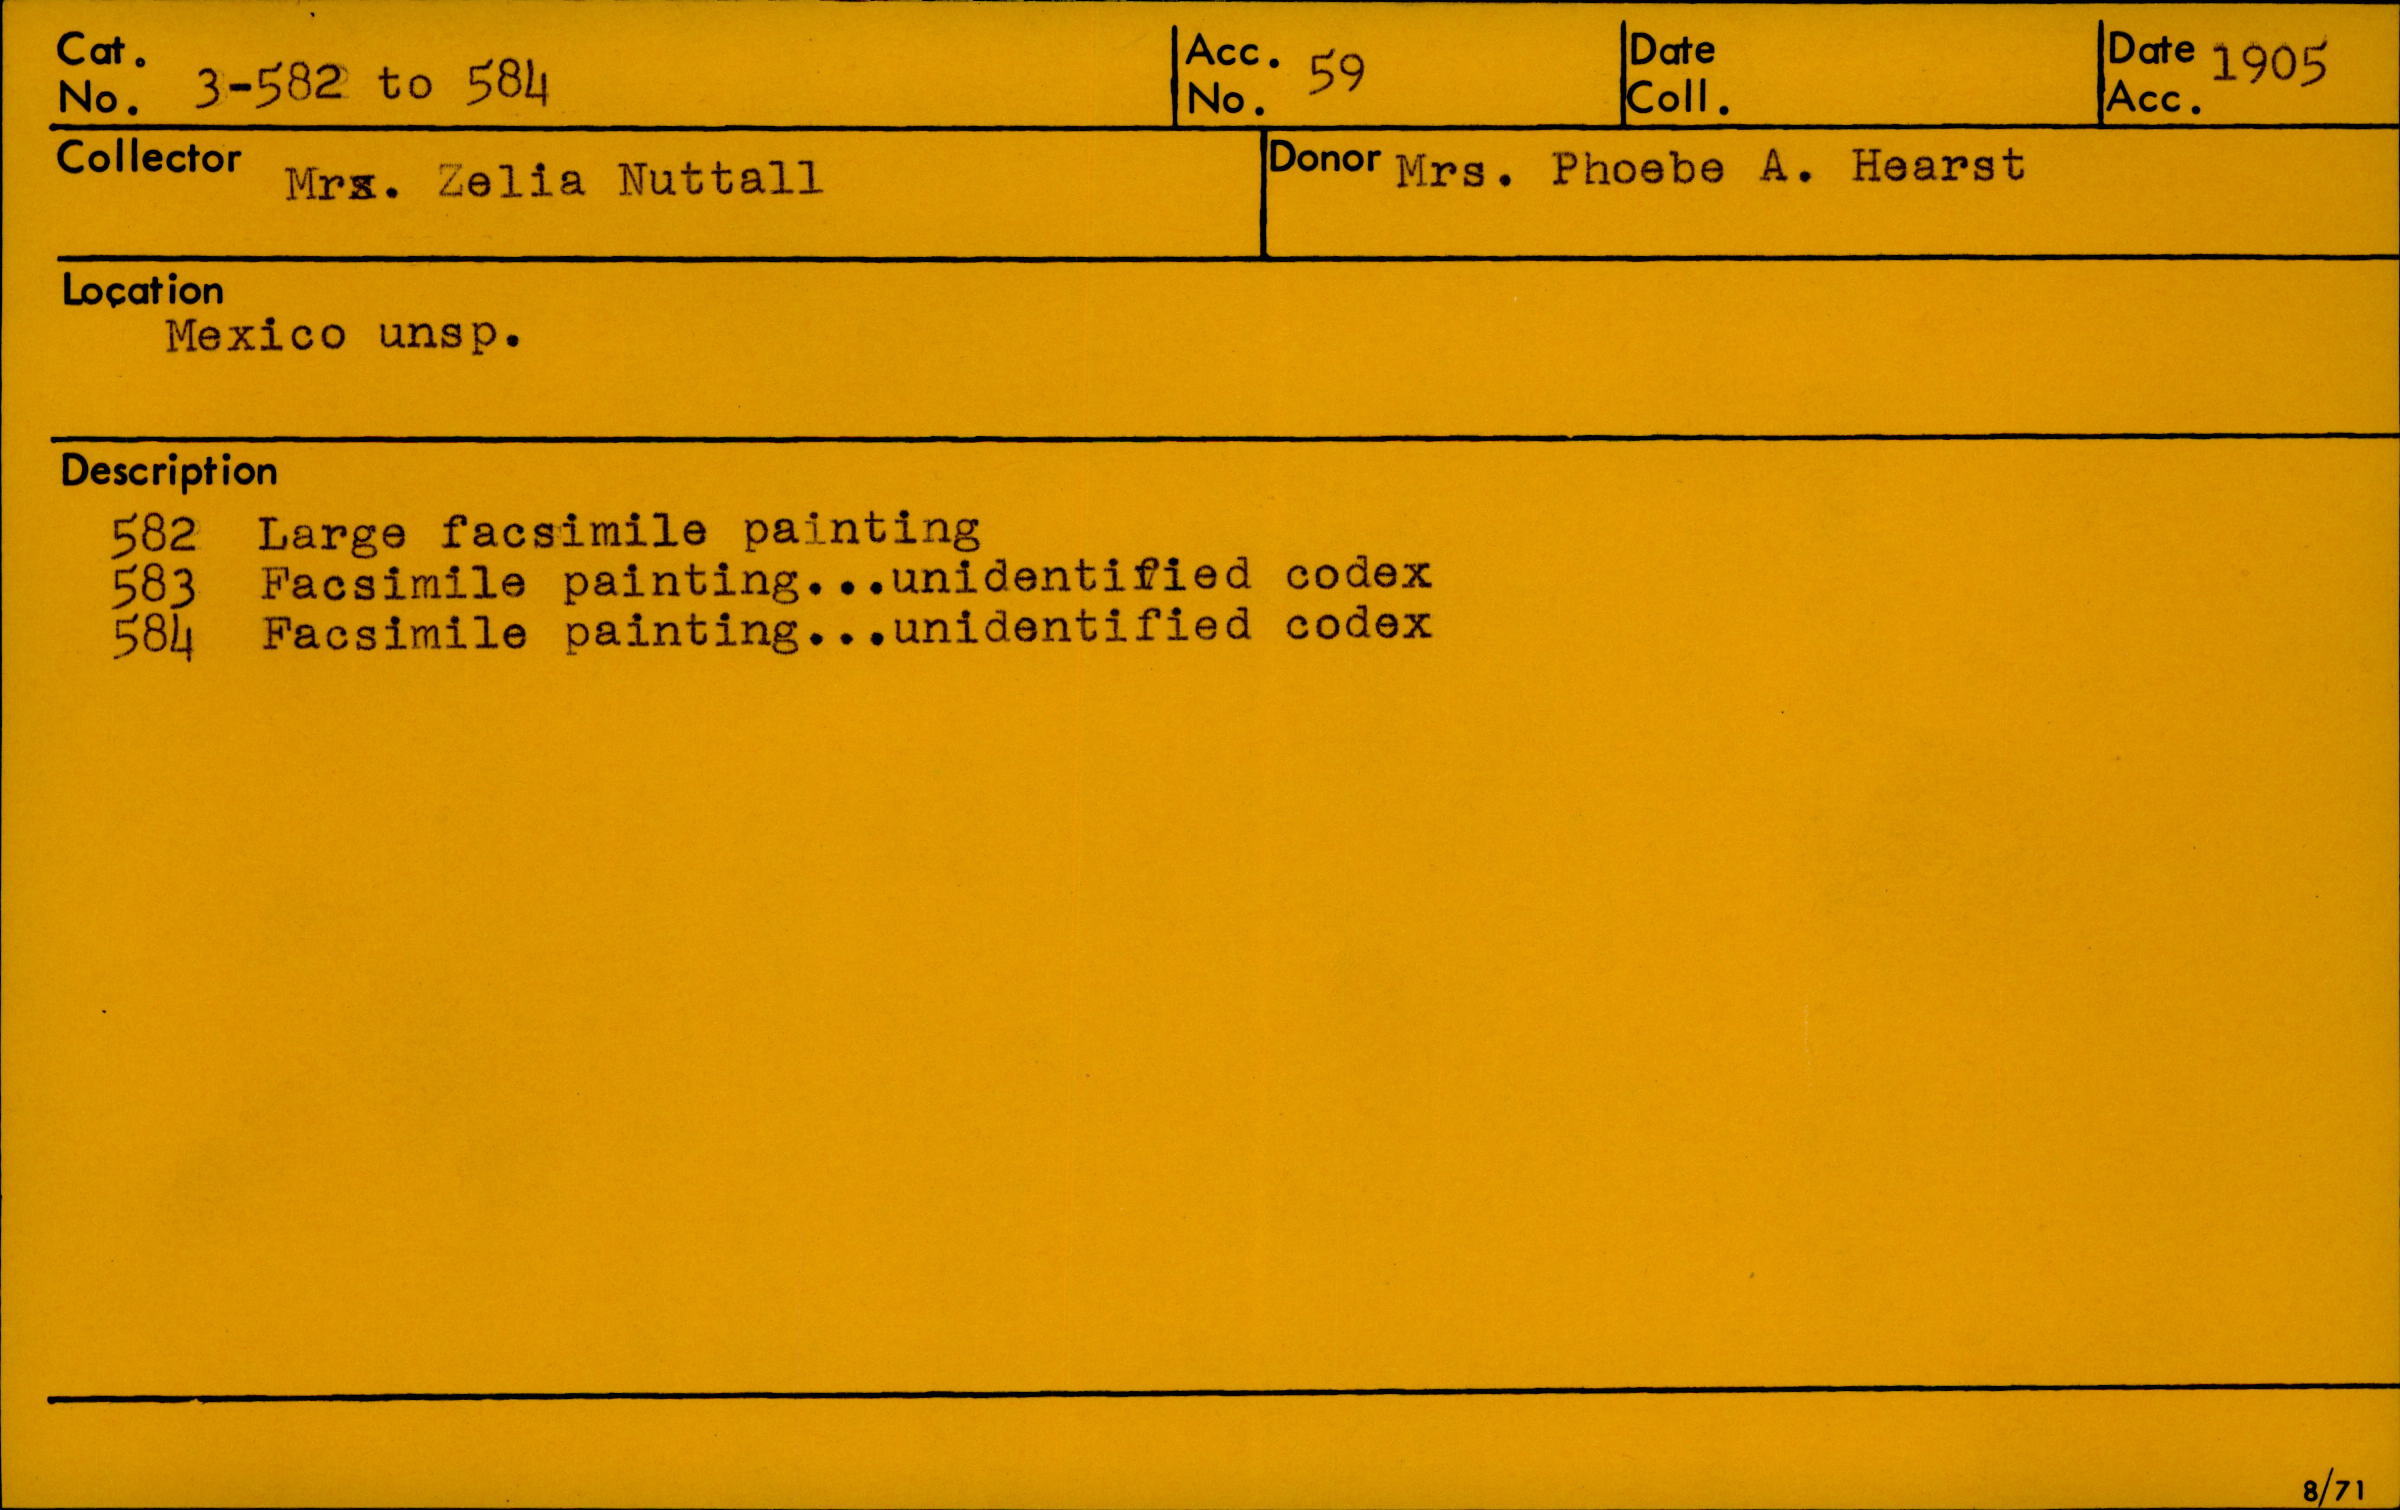 Cat. No. 3-582 to 584 Acc. No. 59 Date Coll. Date Acc. 1905
Collector Mrs. Zelia Nuttall Donor Mrs. Phoebe A. Hearst
Location
Mexico unsp.
Description
582 Large facsimile painting
583 Facsimile painting...unidentified codex
584 Facsimile painting...unidentified codex
8/71